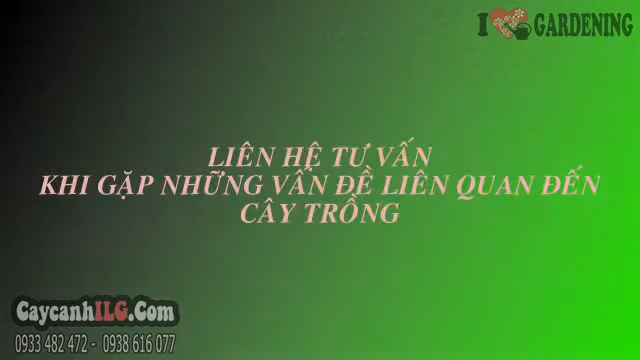 I GARDENING
LIÊN HỆ TƯ VẤN
KHI GẶP NHỮNG VẤN ĐỀ LIÊN QUAN ĐẾN
CÂY TRỒNG
CaycanhILG.Com
0933 482 472 - 0938 616 077